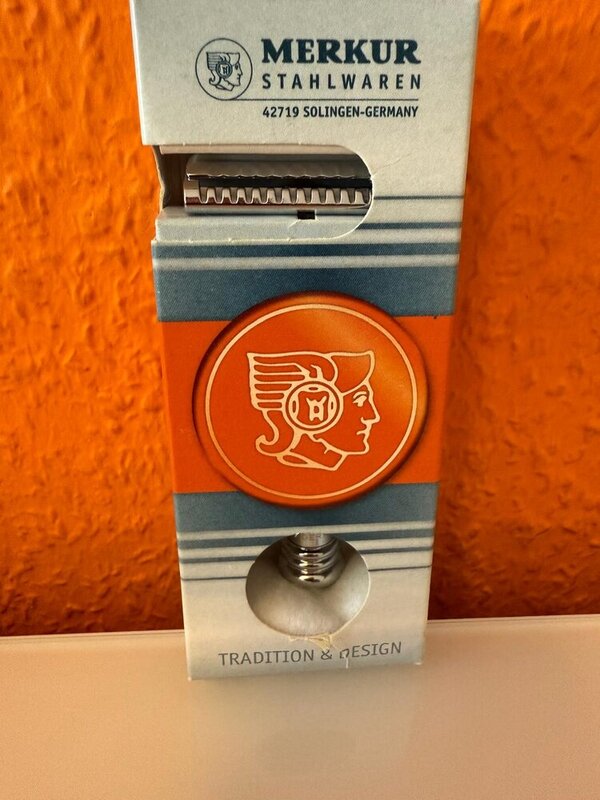 MERKUR
STAHLWAREN
42719 SOLINGEN-GERMANY
TRADITION & DESIGN